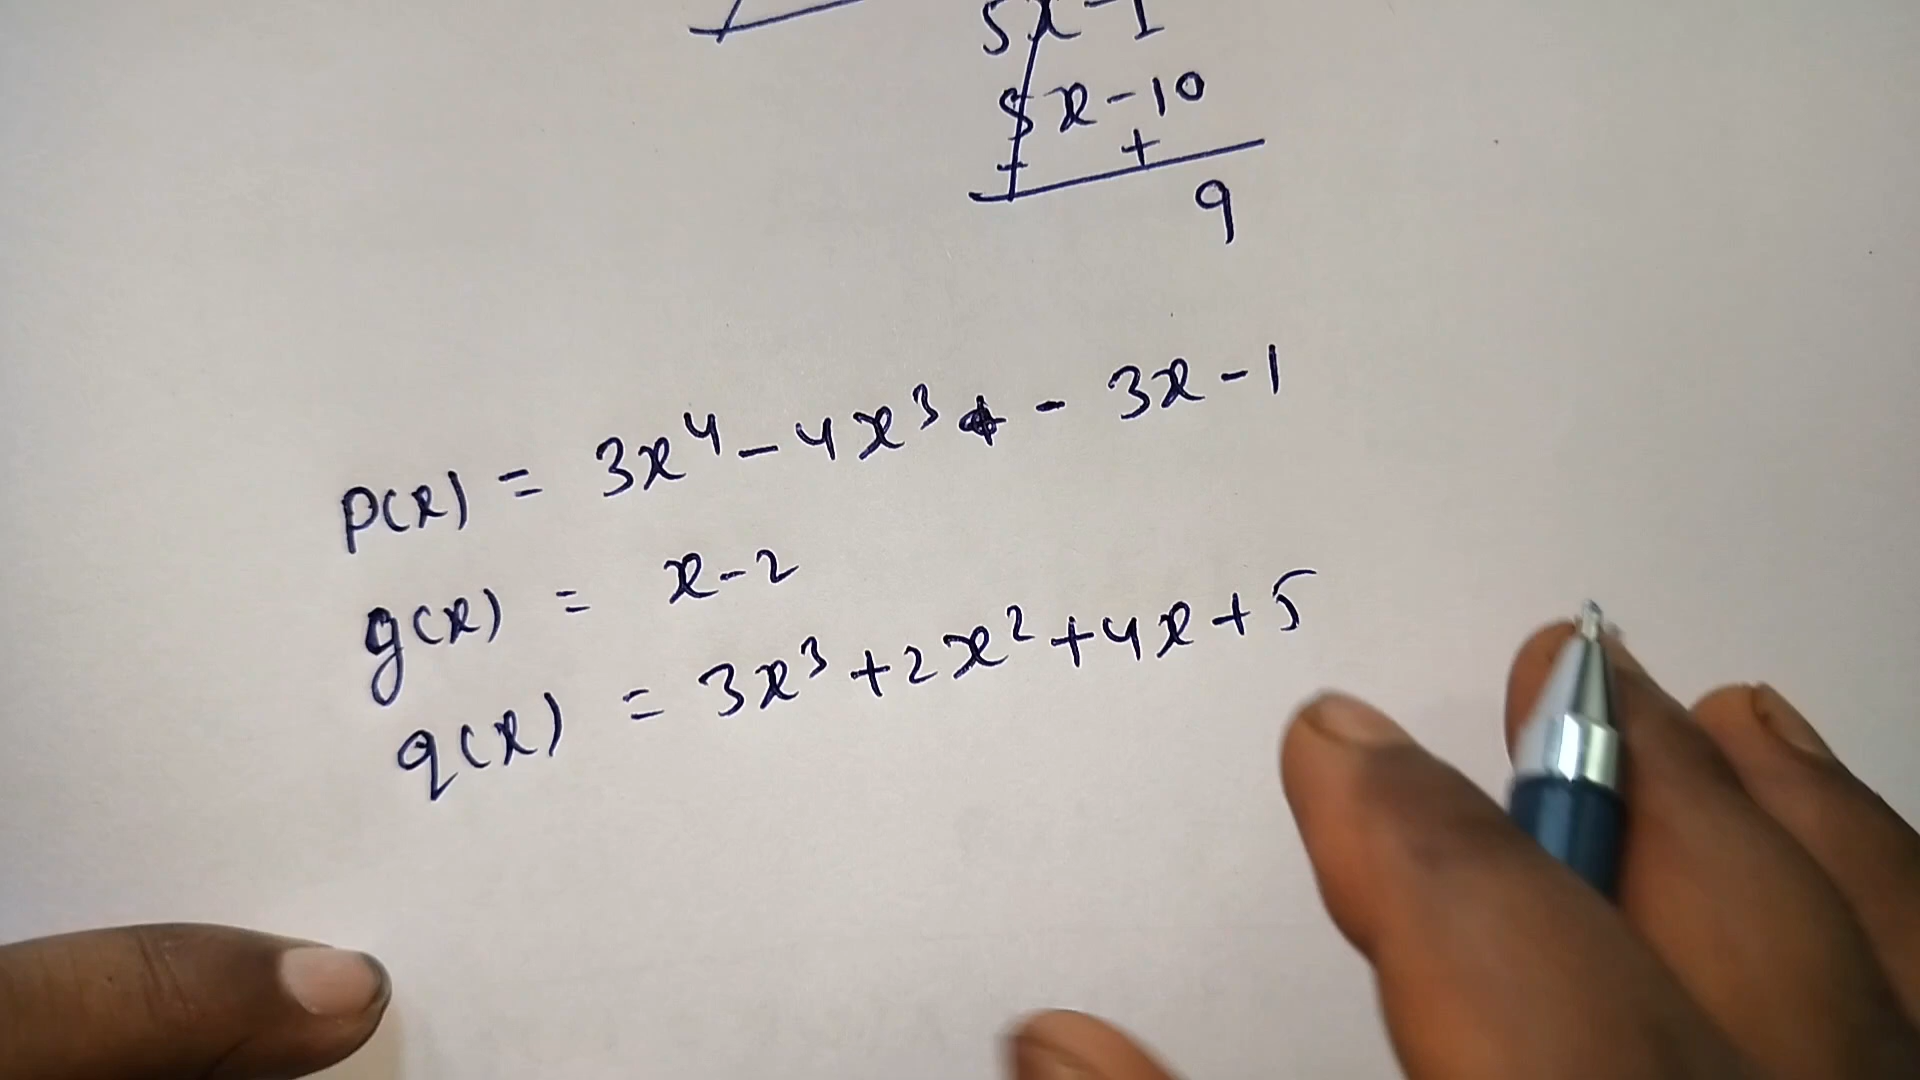 5x-1
5x-10
- +
9
p(x) = 3x⁴-4x³ - 3x-1
g(x) = x-2
q(x) = 3x³+2x²+4x+5